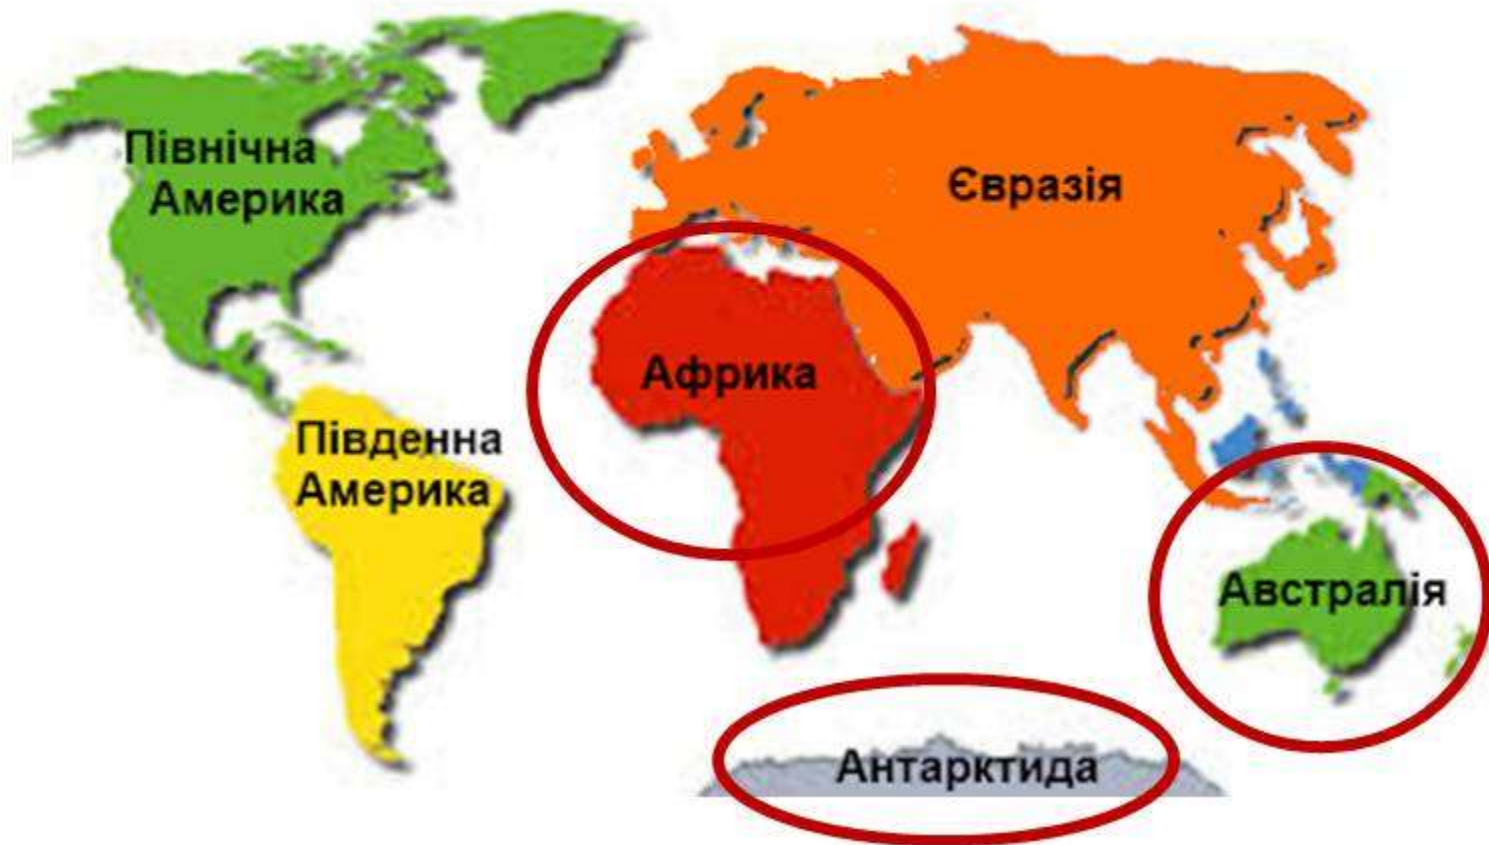 Північна
Америка
Євразія
Африка
Південна
Америка
Австралія
Антарктида